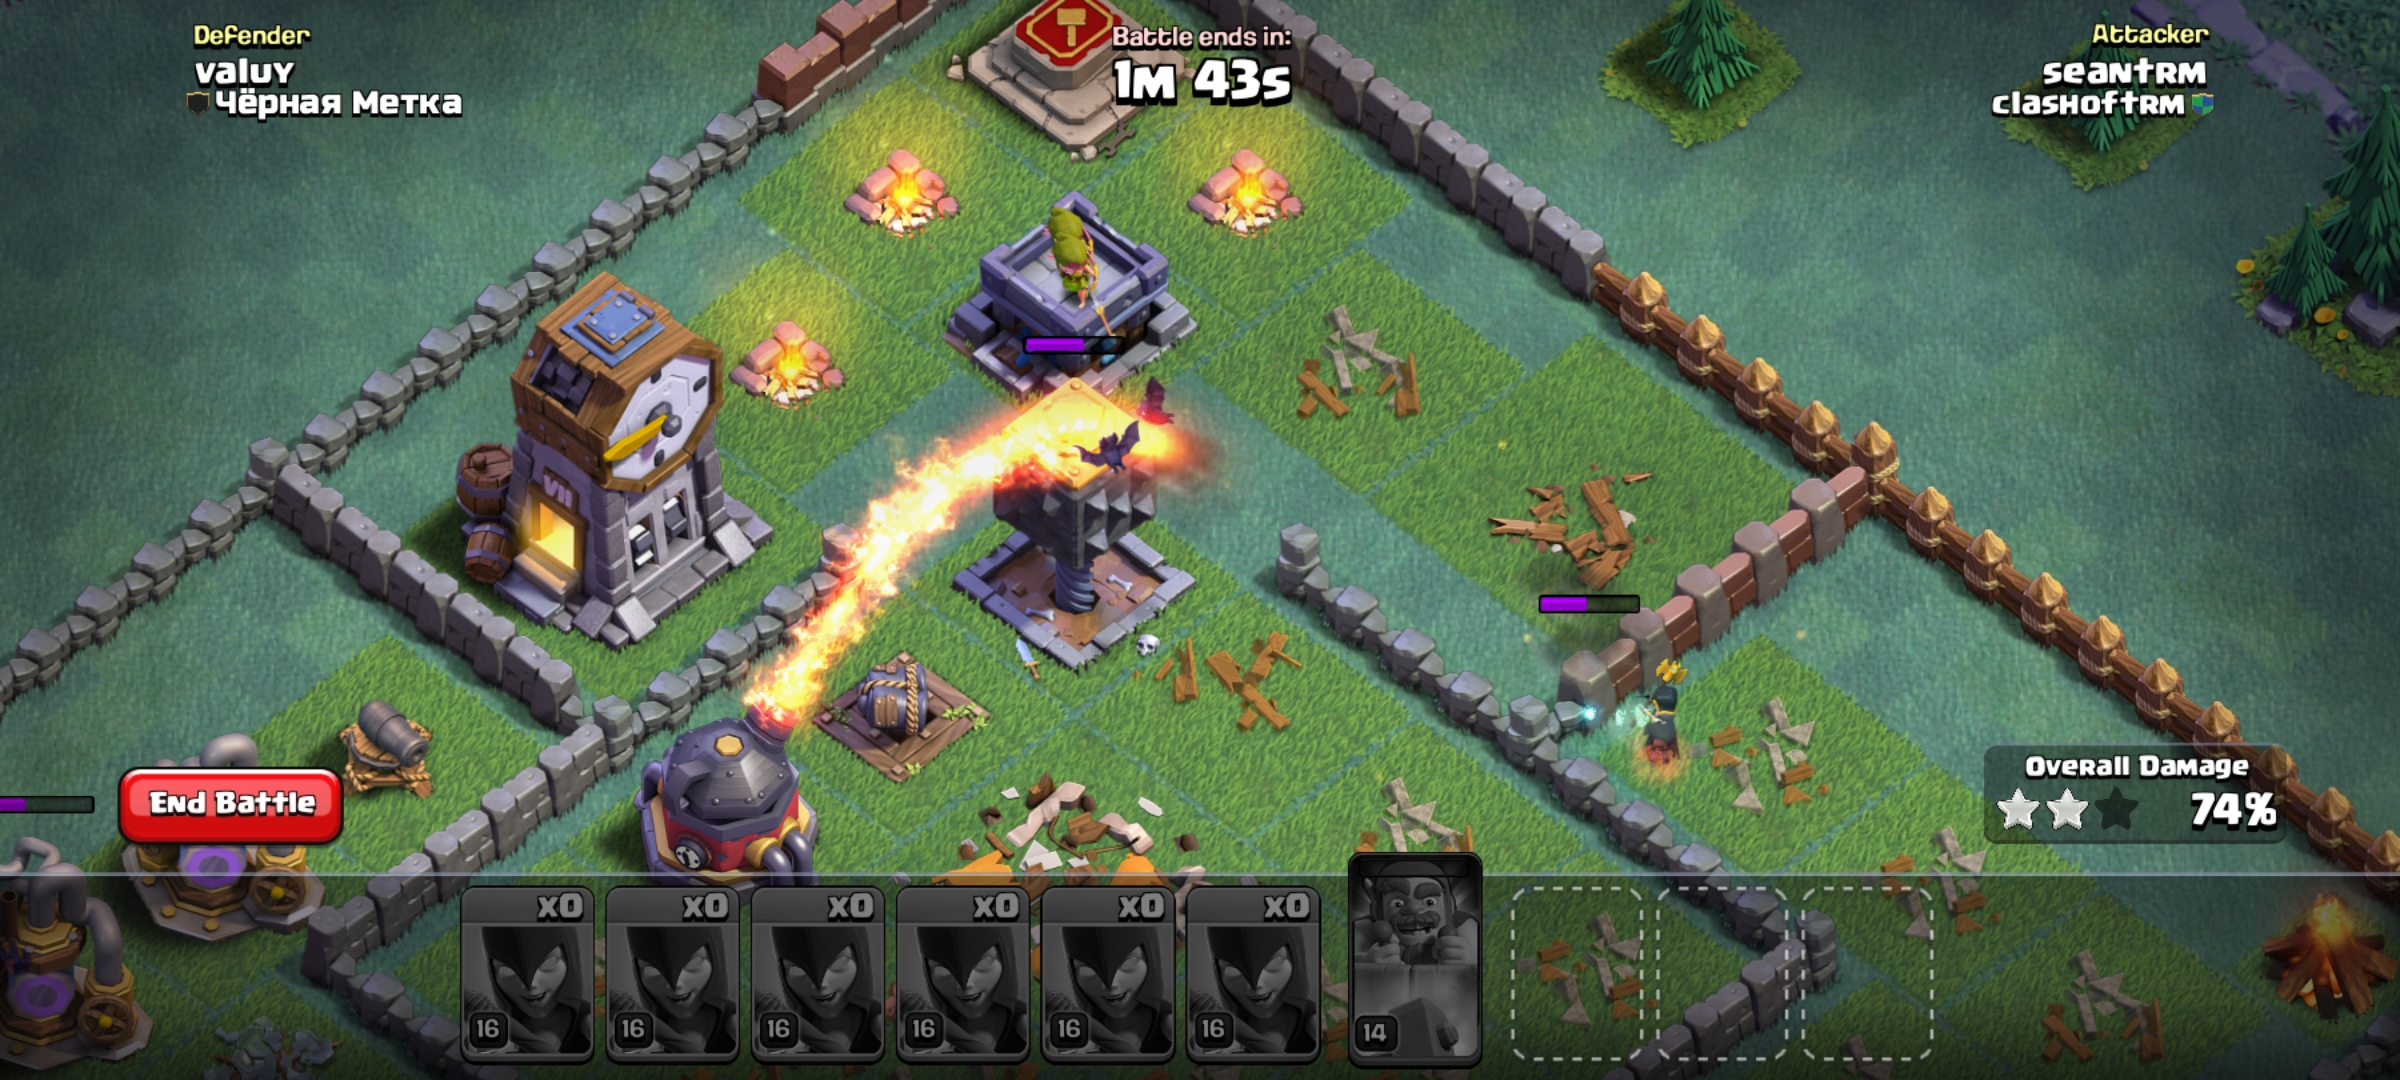 Defender
valuy
Чёрная Метка
Battle ends in:
1M 43s
Attacker
seantRM
clashoftRM
VII
End Battle
Overall Damage
74%
x0
x0
x0
x0
x0
x0
16
16
16
16
16
16
14